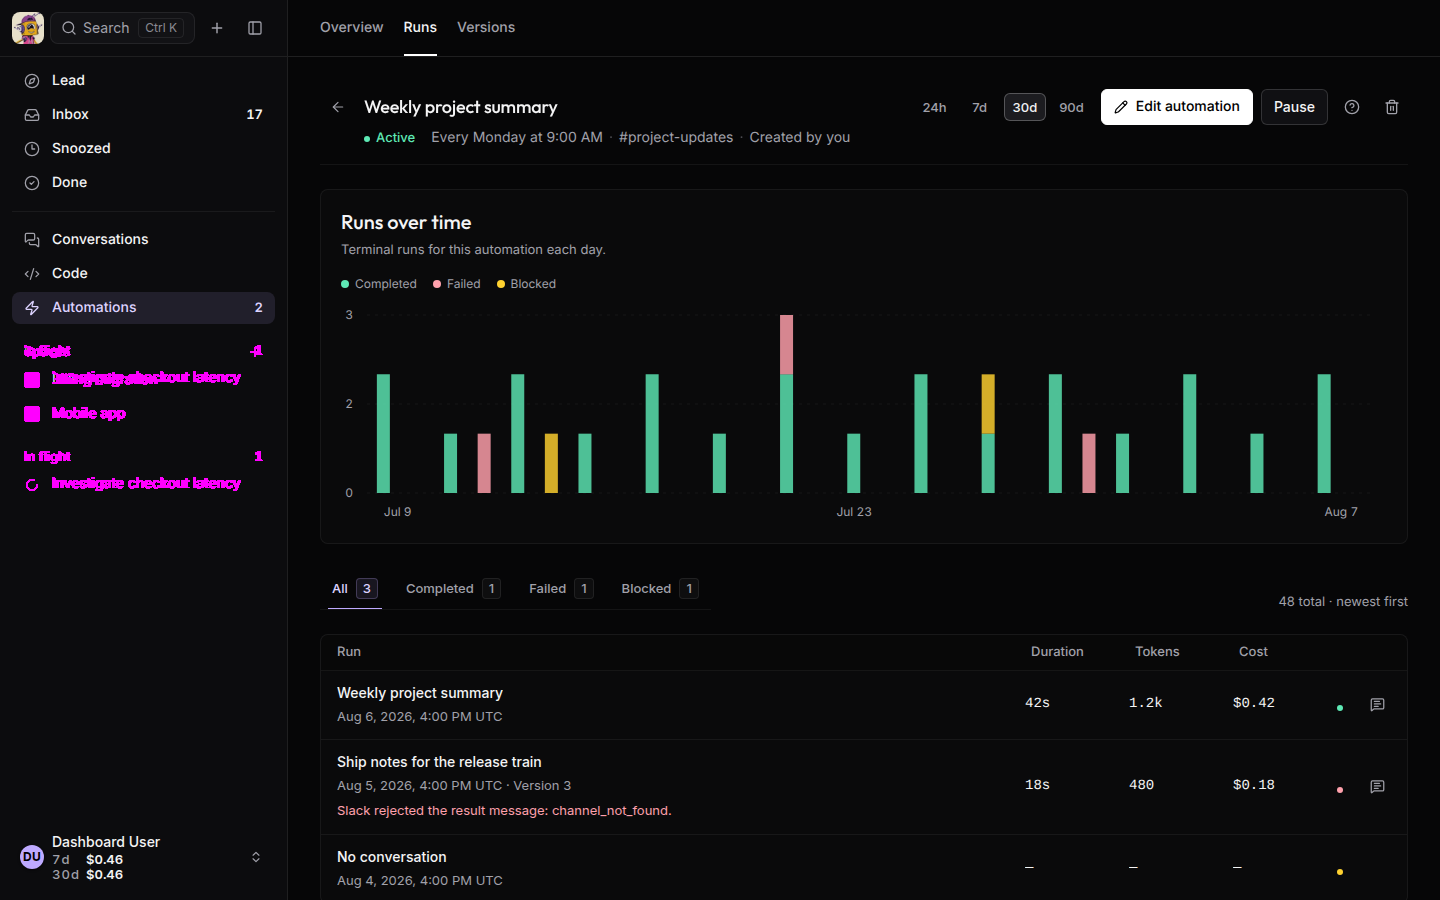 Search Ctrl K
Overview Runs Versions
Lead
Inbox 17
Snoozed
Done
Conversations
Code
Automations 2
checkout latency
Mobile app
In flight 1
Investigate checkout latency
Dashboard User
DU
7d $0.46
30d $0.46
Weekly project summary
24h 7d 30d 90d Edit automation Pause
Active Every Monday at 9:00 AM · #project-updates · Created by you
Runs over time
Terminal runs for this automation each day.
Completed Failed Blocked
3
2
0
Jul 9 Jul 23 Aug 7
All 3 Completed 1 Failed 1 Blocked 1
48 total · newest first
Run Duration Tokens Cost
Weekly project summary
42s 1.2k $0.42
Aug 6, 2026, 4:00 PM UTC
Ship notes for the release train
Aug 5, 2026, 4:00 PM UTC · Version 3
18s 480 $0.18
Slack rejected the result message: channel_not_found.
No conversation
– – –
Aug 4, 2026, 4:00 PM UTC